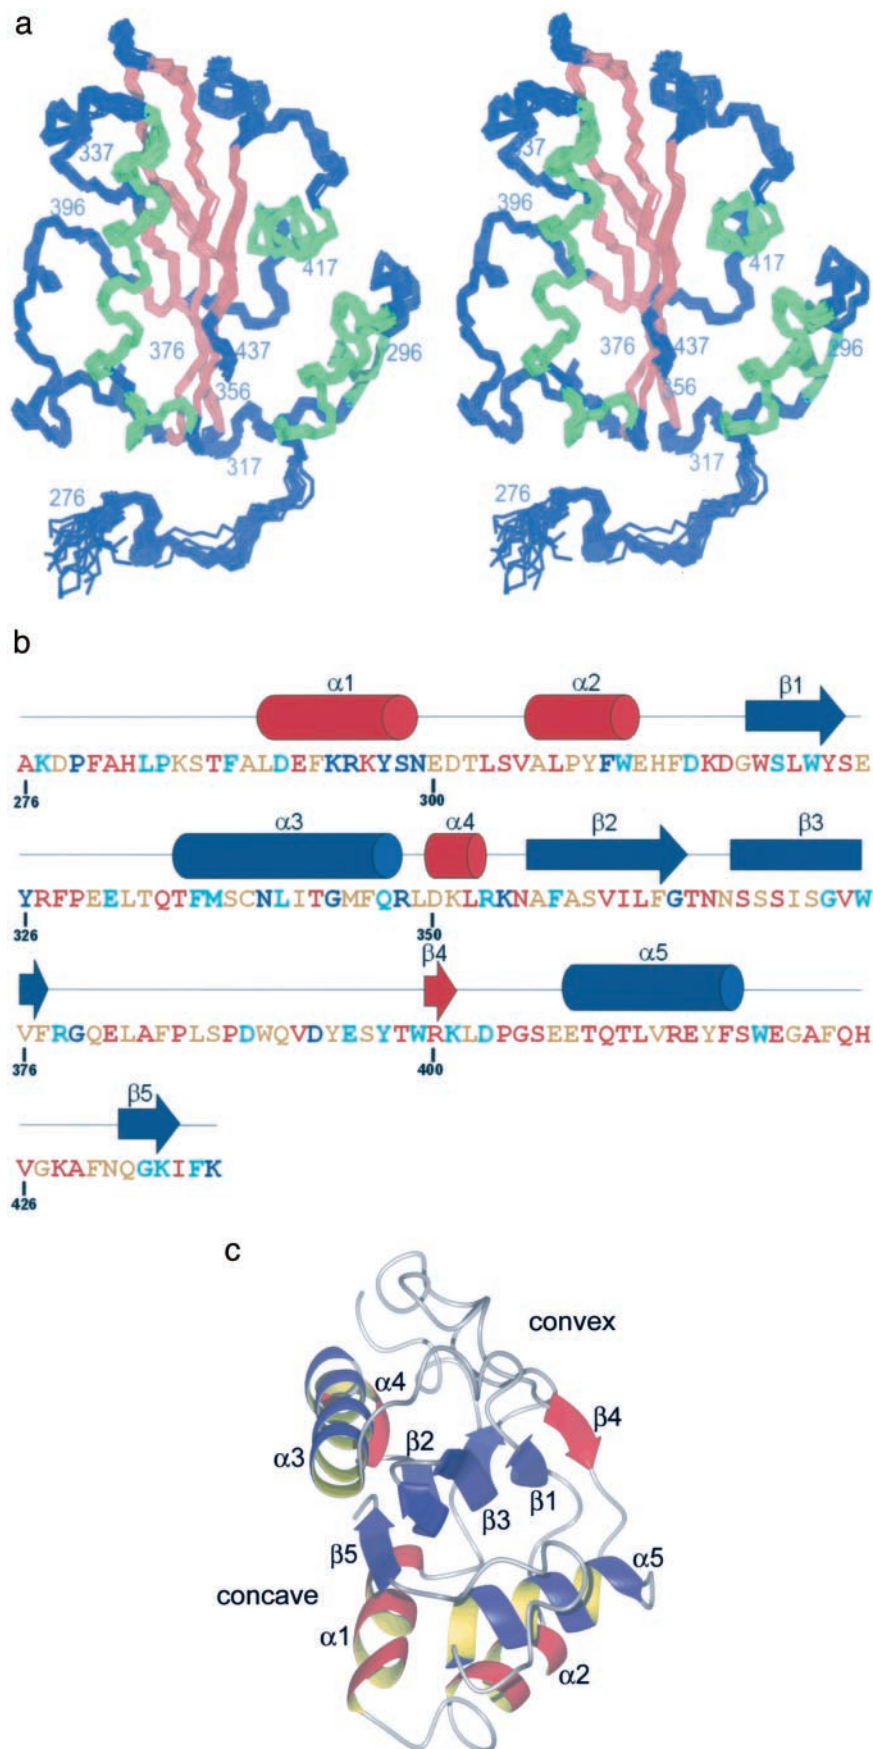 a
337
396
417
376
437
296
356
317
276
337
396
417
376
437
296
356
317
276
b
α1 α2 β1
AKDPFAHLPKSTFALDEFKRKYSNEDTLSVALPYFWEHFDKDGWSLWYSE
276 300
α3 α4 β2 β3
YRFPEELTQTFMSCNLITGMFQRLDKLRKNAFASVILFGTNNSSSISGVW
326 350
β4 α5
VFRGQELAFPLSPDWQVDYESYTWRKLDPGSEETQTLVREYFSWEGAFQH
376 400
β5
VGKAFNQGKIFK
426
c
convex
α4
β4
α3
β2
β1
β3
β5
α5
concave
α1
α2